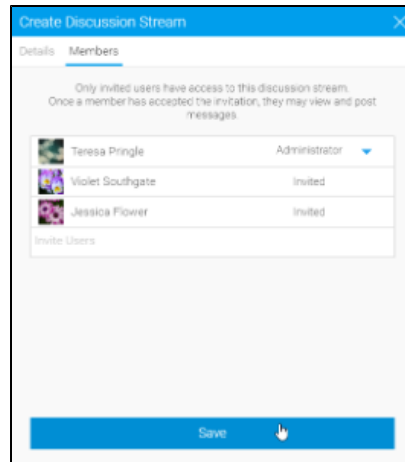 Create Discussion Stream
Details Members
Only invited users have access to this discussion stream.
Once a member has accepted the invitation, they may view and post
messages.
Teresa Pringle Administrator
Violet Southgate Invited
Jessica Flower Invited
Invite Users
Save